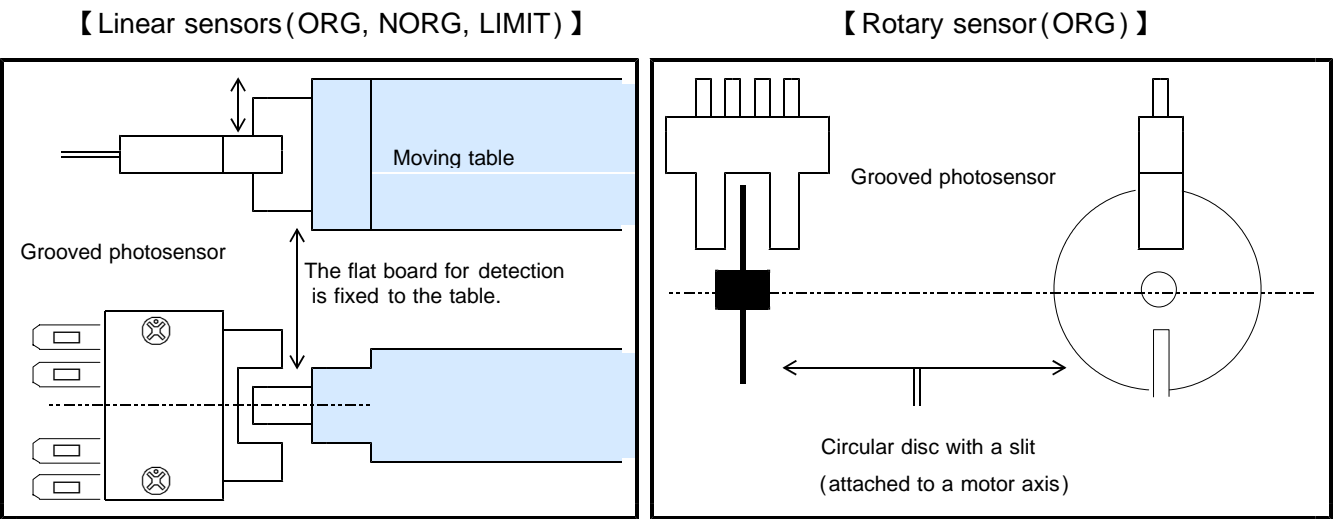 【Linear sensors(ORG, NORG, LIMIT)】
Moving table
Grooved photosensor
The flat board for detection
is fixed to the table.
【Rotary sensor(ORG)】
Grooved photosensor
Circular disc with a slit
(attached to a motor axis)